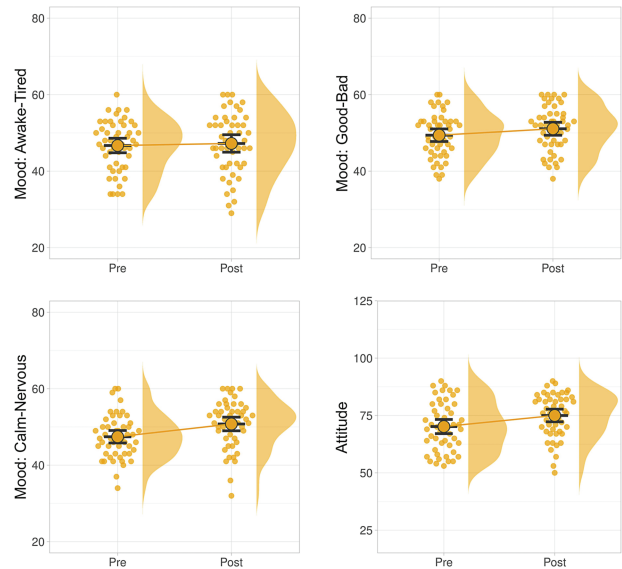 Mood: Awake-Tired
80
60
40
20
Pre Post
Mood: Good-Bad
80
60
40
20
Pre Post
Mood: Calm-Nervous
80
60
40
20
Pre Post
Attitude
125
100
75
50
25
Pre Post